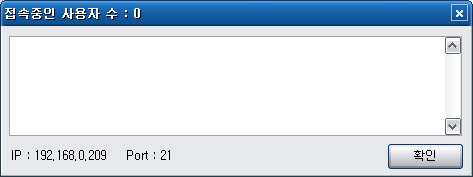 접속중인 사용자 수 : 0
IP : 192,168,0,209 Port : 21
확인